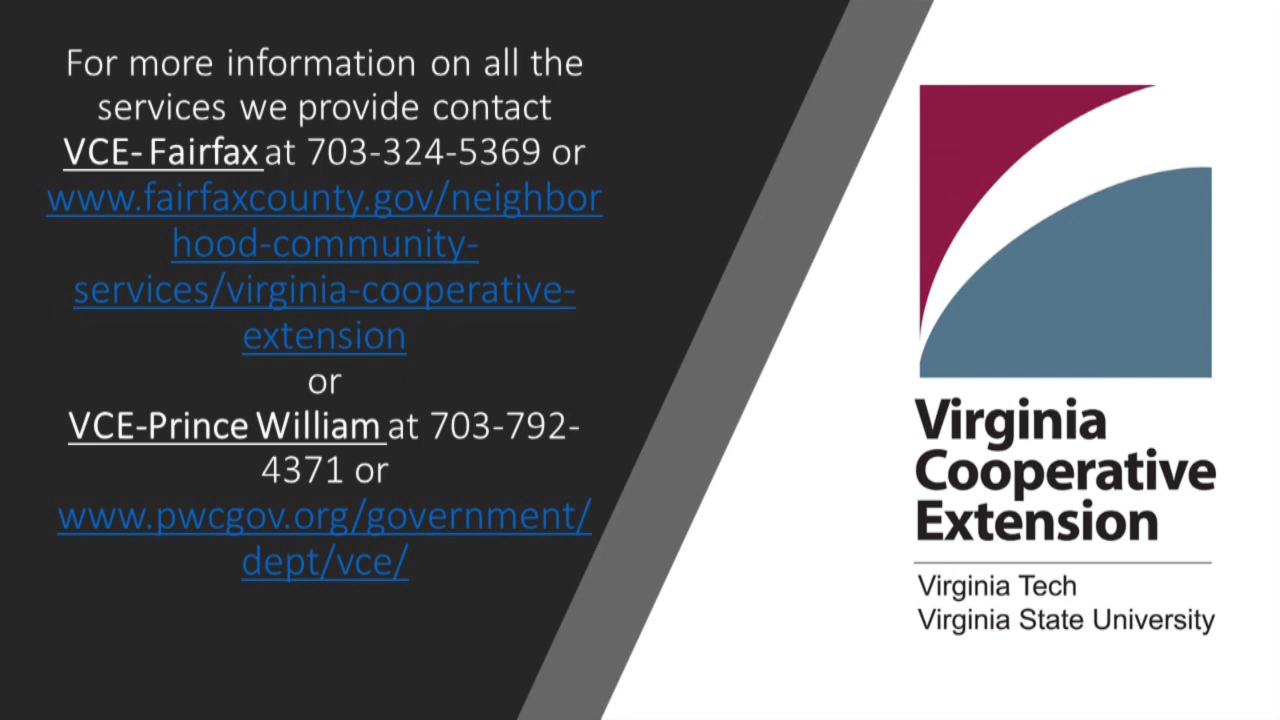 For more information on all the
services we provide contact
VCE- Fairfax at 703-324-5369 or
www.fairfaxcounty.gov/neighbor
hood-community-
services/virginia-cooperative-
extension
or
VCE-Prince William at 703-792-
4371 or
www.pwcgov.org/government/
dept/vce/
Virginia
Cooperative
Extension
Virginia Tech
Virginia State University